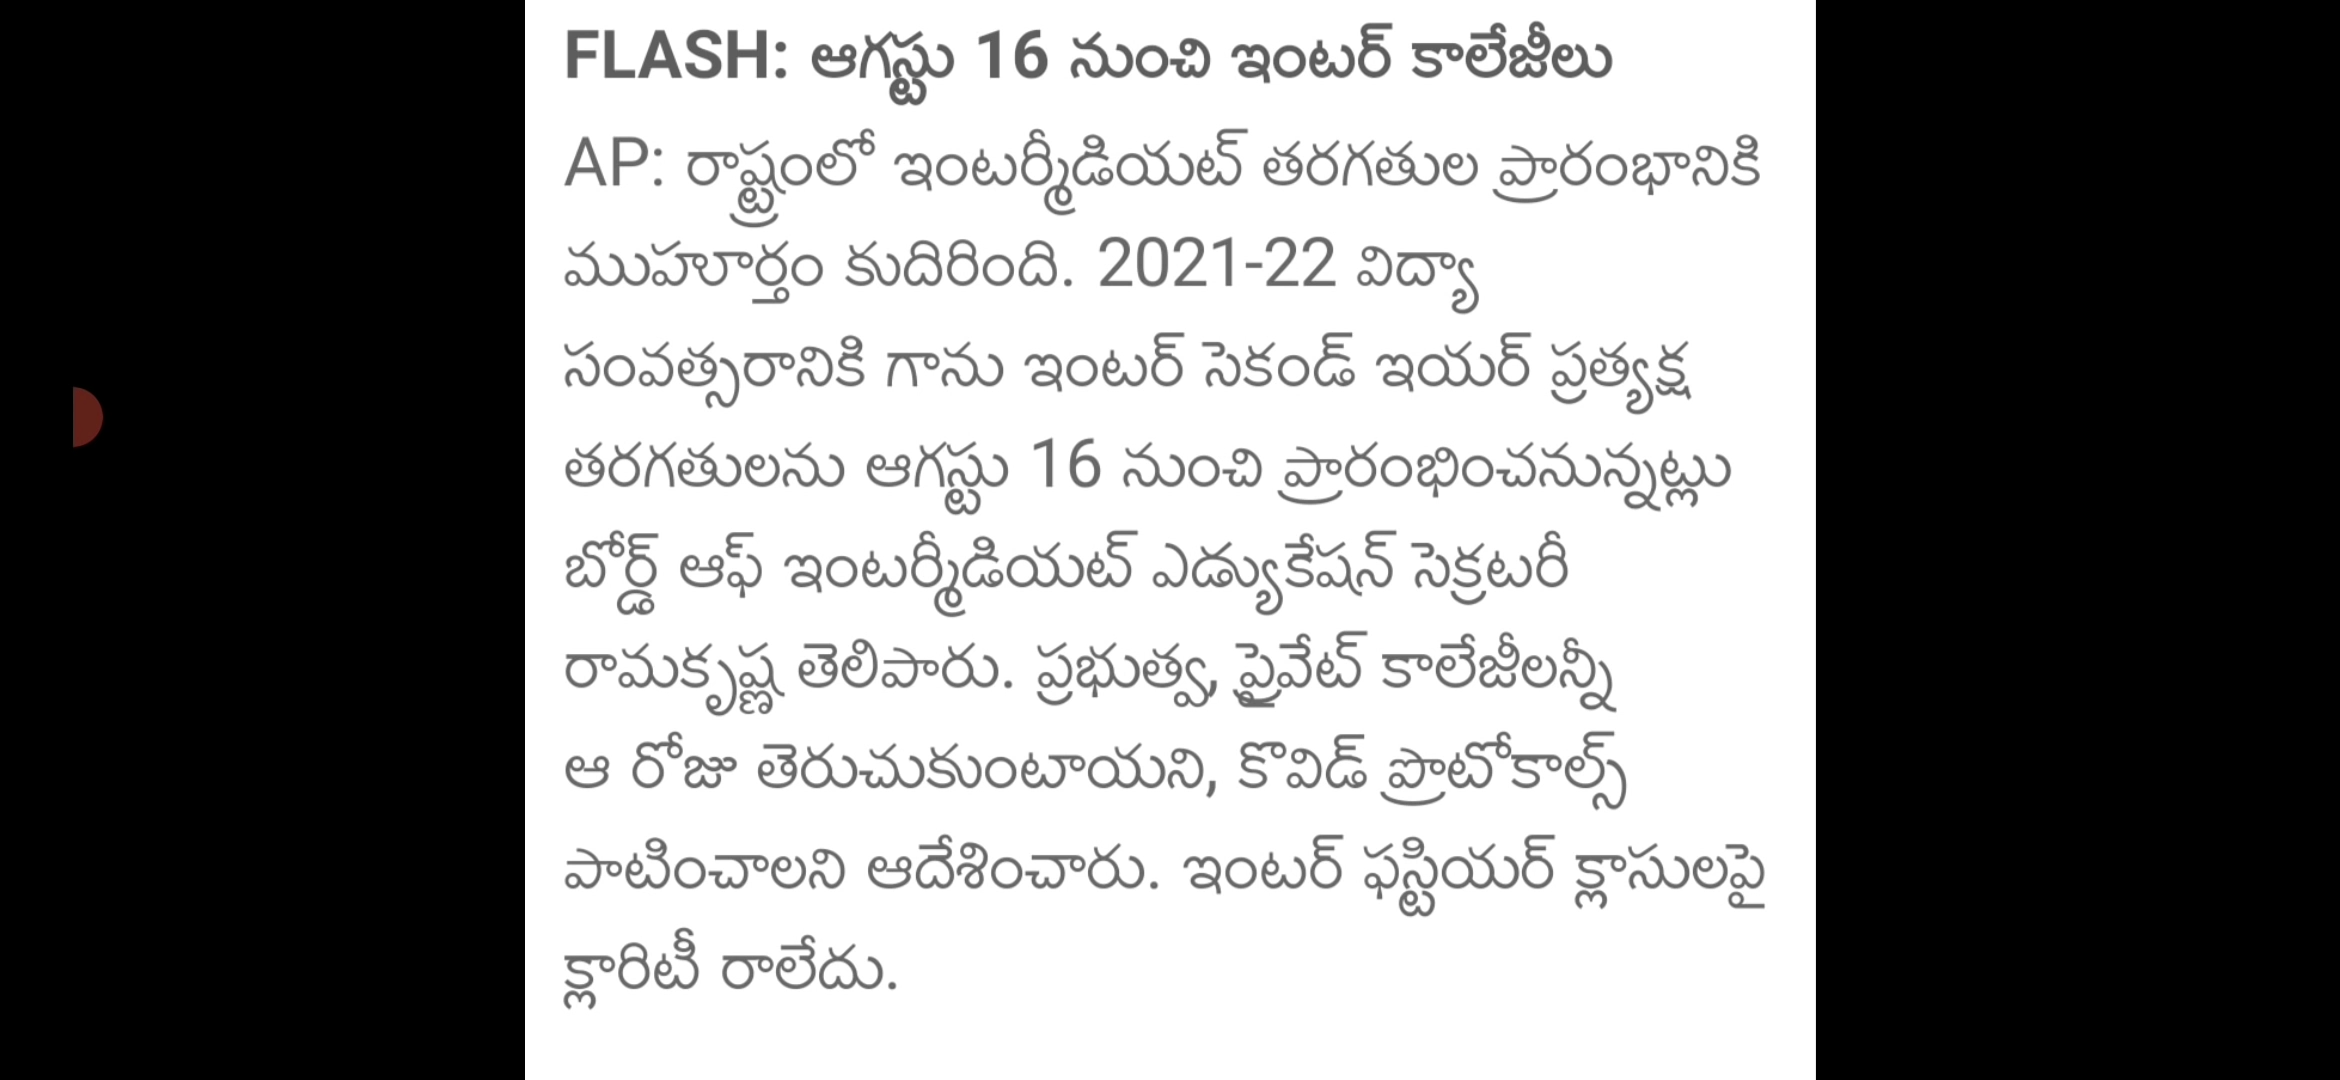 FLASH: ఆగస్టు 16 నుంచి ఇంటర్ కాలేజీలు
AP: రాష్ట్రంలో ఇంటర్మీడియట్ తరగతుల ప్రారంభానికి
ముహూర్తం కుదిరింది. 2021-22 విద్యా
సంవత్సరానికి గాను ఇంటర్ సెకండ్ ఇయర్ ప్రత్యక్ష
తరగతులను ఆగస్టు 16 నుంచి ప్రారంభించనున్నట్లు
బోర్డ్ ఆఫ్ ఇంటర్మీడియట్ ఎడ్యుకేషన్ సెక్రటరీ
రామకృష్ణ తెలిపారు. ప్రభుత్వ, ప్రైవేట్ కాలేజీలన్నీ
ఆ రోజు తెరుచుకుంటాయని, కొవిడ్ ప్రొటోకాల్స్
పాటించాలని ఆదేశించారు. ఇంటర్ ఫస్టియర్ క్లాసులపై
క్లారిటీ రాలేదు.